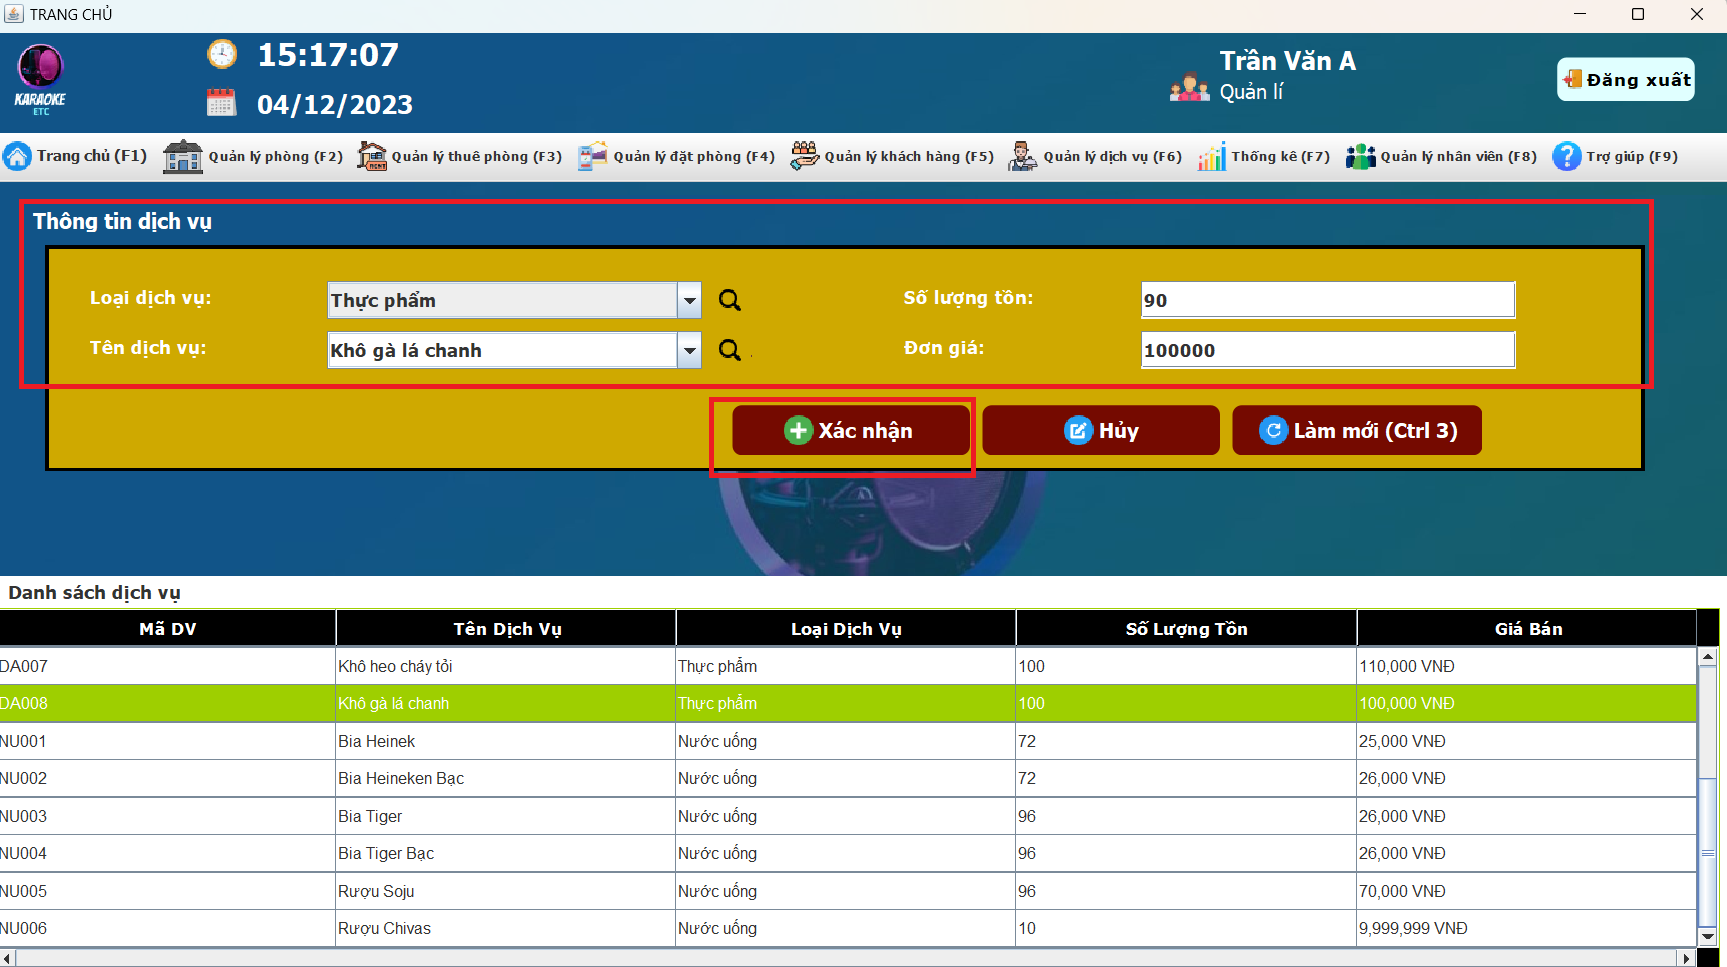 TRANG CHỦ
KARAOKE
ETC
15:17:07
04/12/2023
Trần Văn A
Quản lí
Đăng xuất
Trang chủ (F1) Quản lý phòng (F2) Quản lý thuê phòng (F3) Quản lý đặt phòng (F4) Quản lý khách hàng (F5) Quản lý dịch vụ (F6) Thống kê (F7) Quản lý nhân viên (F8) Trợ giúp (F9)
Thông tin dịch vụ
Loại dịch vụ: Thực phẩm Số lượng tồn: 90
Tên dịch vụ: Khô gà lá chanh Đơn giá: 100000
Xác nhận Hủy Làm mới (Ctrl 3)
Danh sách dịch vụ
Mã DV Tên Dịch Vụ Loại Dịch Vụ Số Lượng Tồn Giá Bán
DA007 Khô heo cháy tỏi Thực phẩm 100 110,000 VNĐ
DA008 Khô gà lá chanh Thực phẩm 100 100,000 VNĐ
NU001 Bia Heinek Nước uống 72 25,000 VNĐ
NU002 Bia Heineken Bạc Nước uống 72 26,000 VNĐ
NU003 Bia Tiger Nước uống 96 26,000 VNĐ
NU004 Bia Tiger Bạc Nước uống 96 26,000 VNĐ
NU005 Rượu Soju Nước uống 96 70,000 VNĐ
NU006 Rượu Chivas Nước uống 10 9,999,999 VNĐ